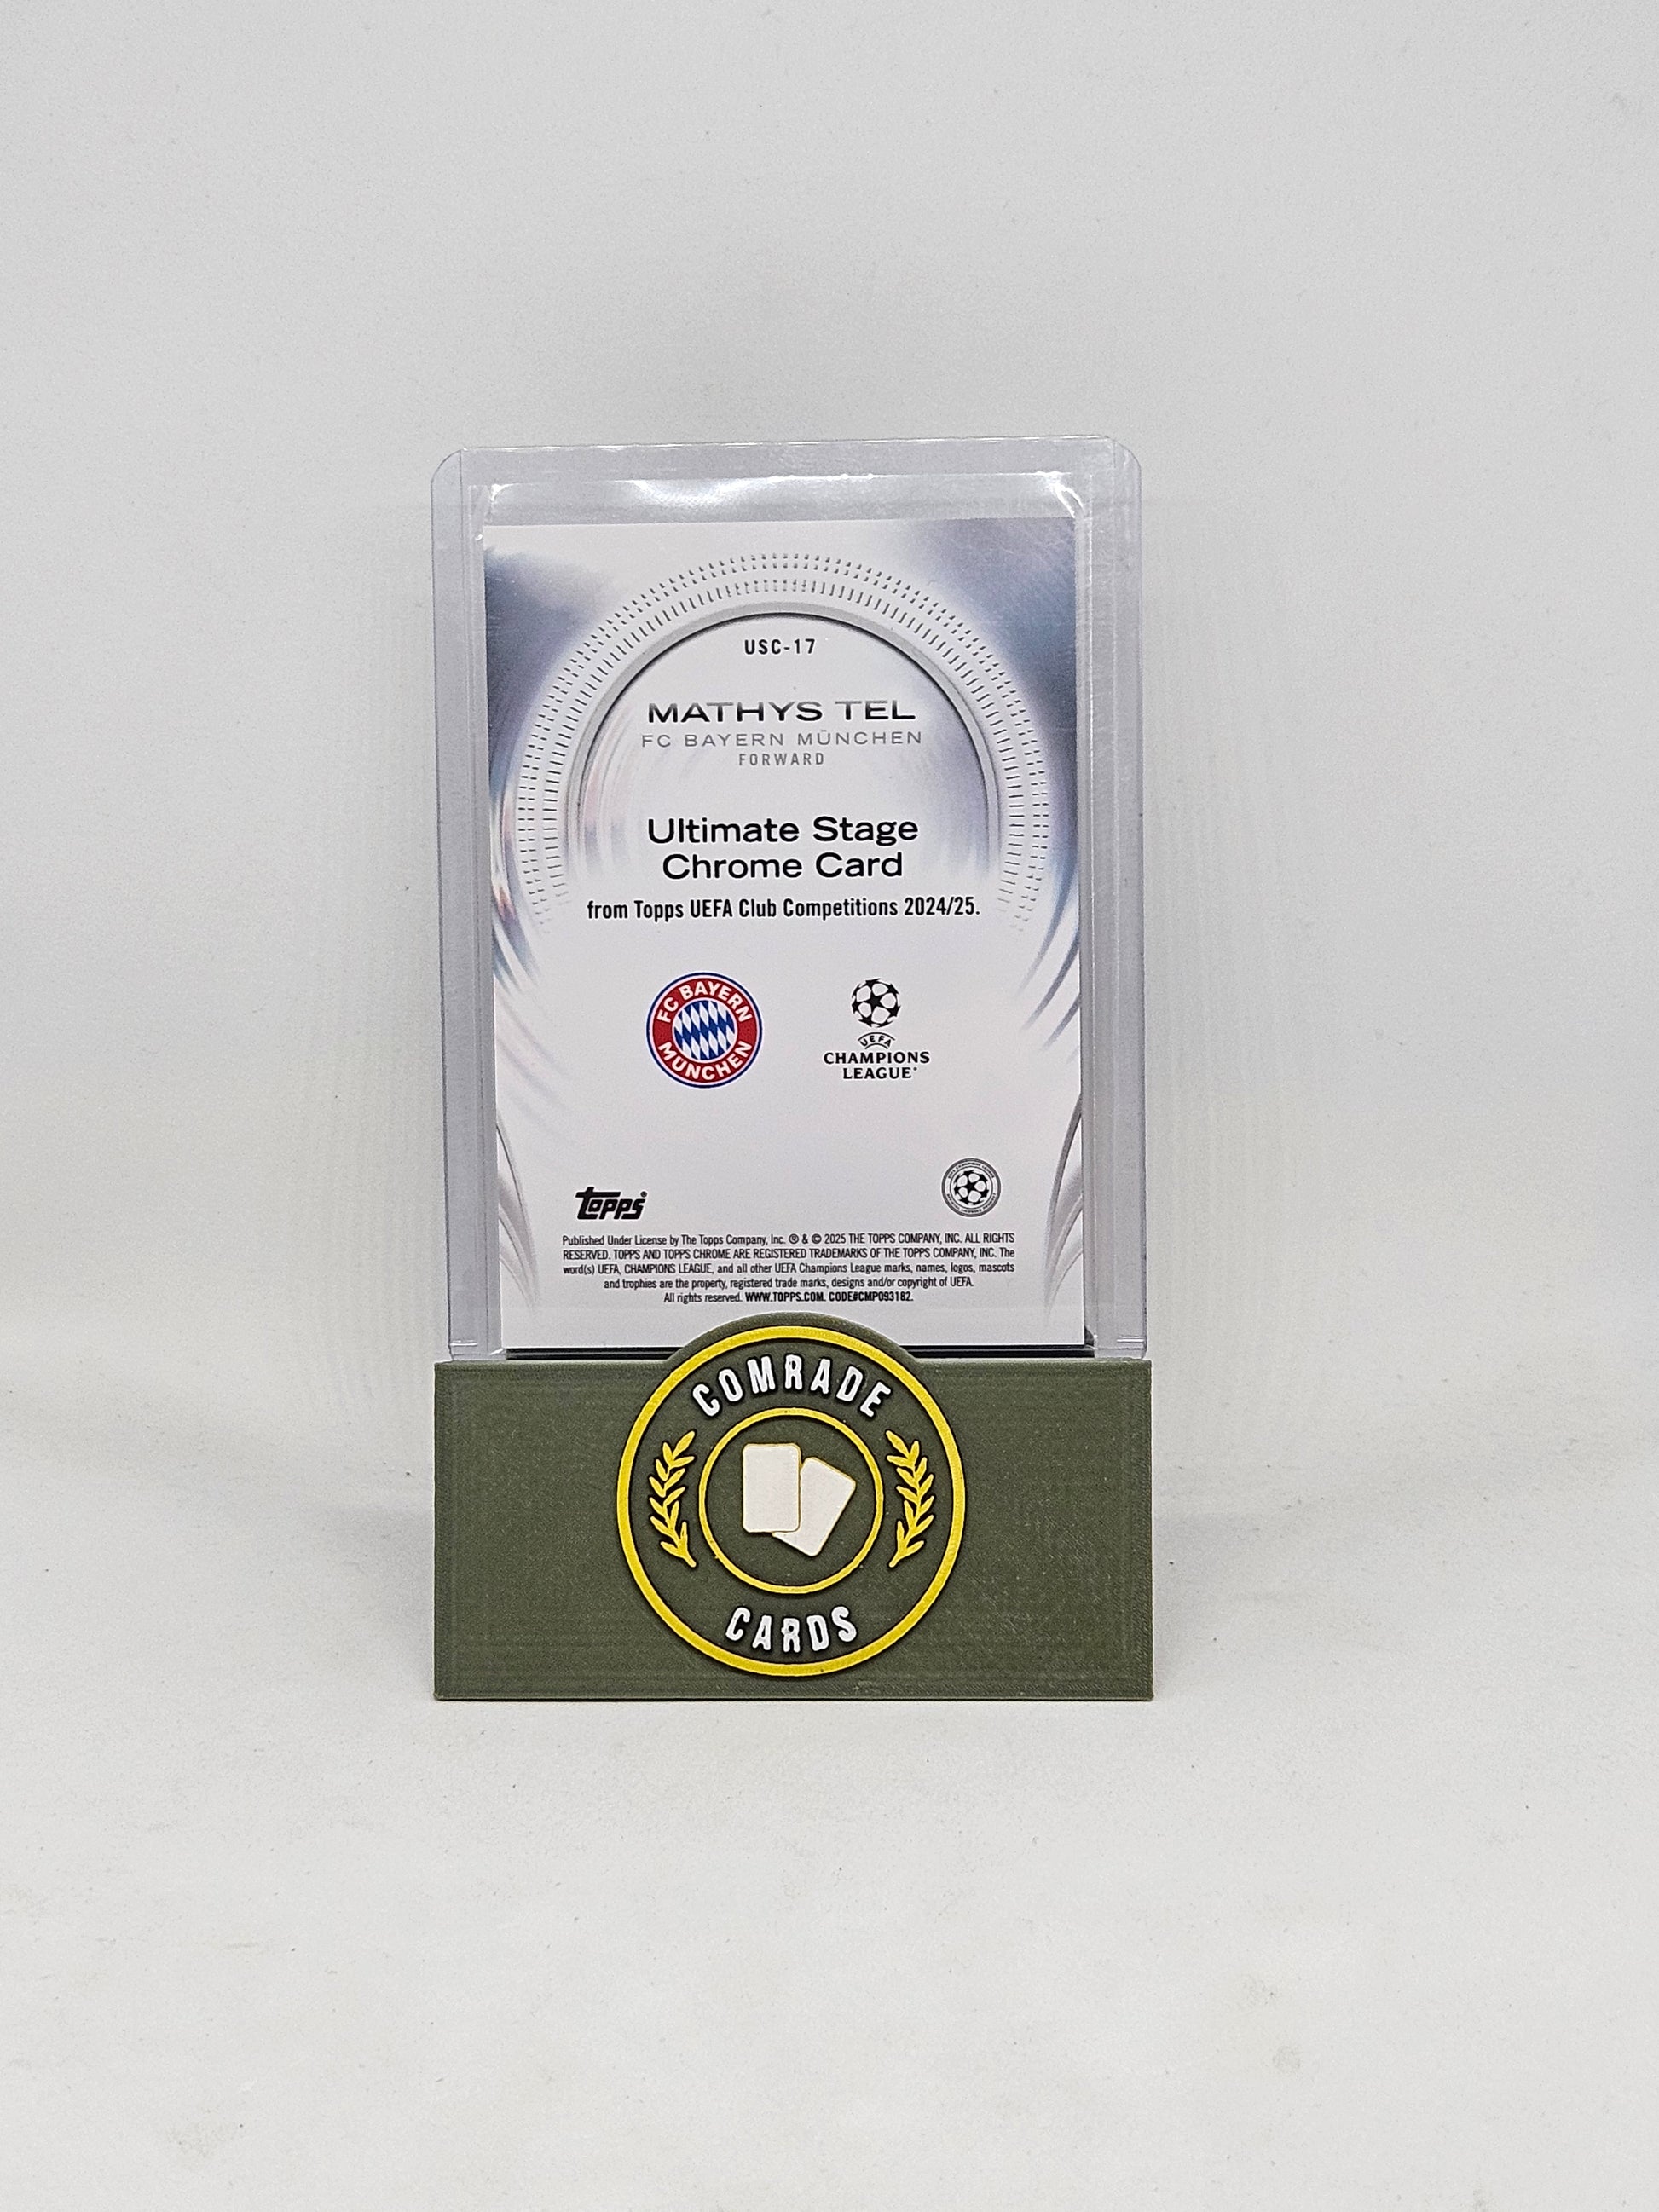 USC-17
MATHYS TEL
FC BAYERN MÜNCHEN
FORWARD
Ultimate Stage
Chrome Card
from Topps UEFA Club Competitions 2024/25.
FC BAYERN
MÜNCHEN
UEFA
CHAMPIONS
LEAGUE®
Topps®
Published Under License by The Topps Company, Inc. ® & © 2025 THE TOPPS COMPANY, INC. ALL RIGHTS
RESERVED. TOPPS AND TOPPS CHROME ARE REGISTERED TRADEMARKS OF THE TOPPS COMPANY, INC. The
word(s) UEFA, CHAMPIONS LEAGUE, and all other UEFA Champions League marks, names, logos, mascots
and trophies are the property, registered trade marks, designs and/or copyright of UEFA.
All rights reserved. WWW.TOPPS.COM. CODE#CMP093182.
COMRADE
CARDS